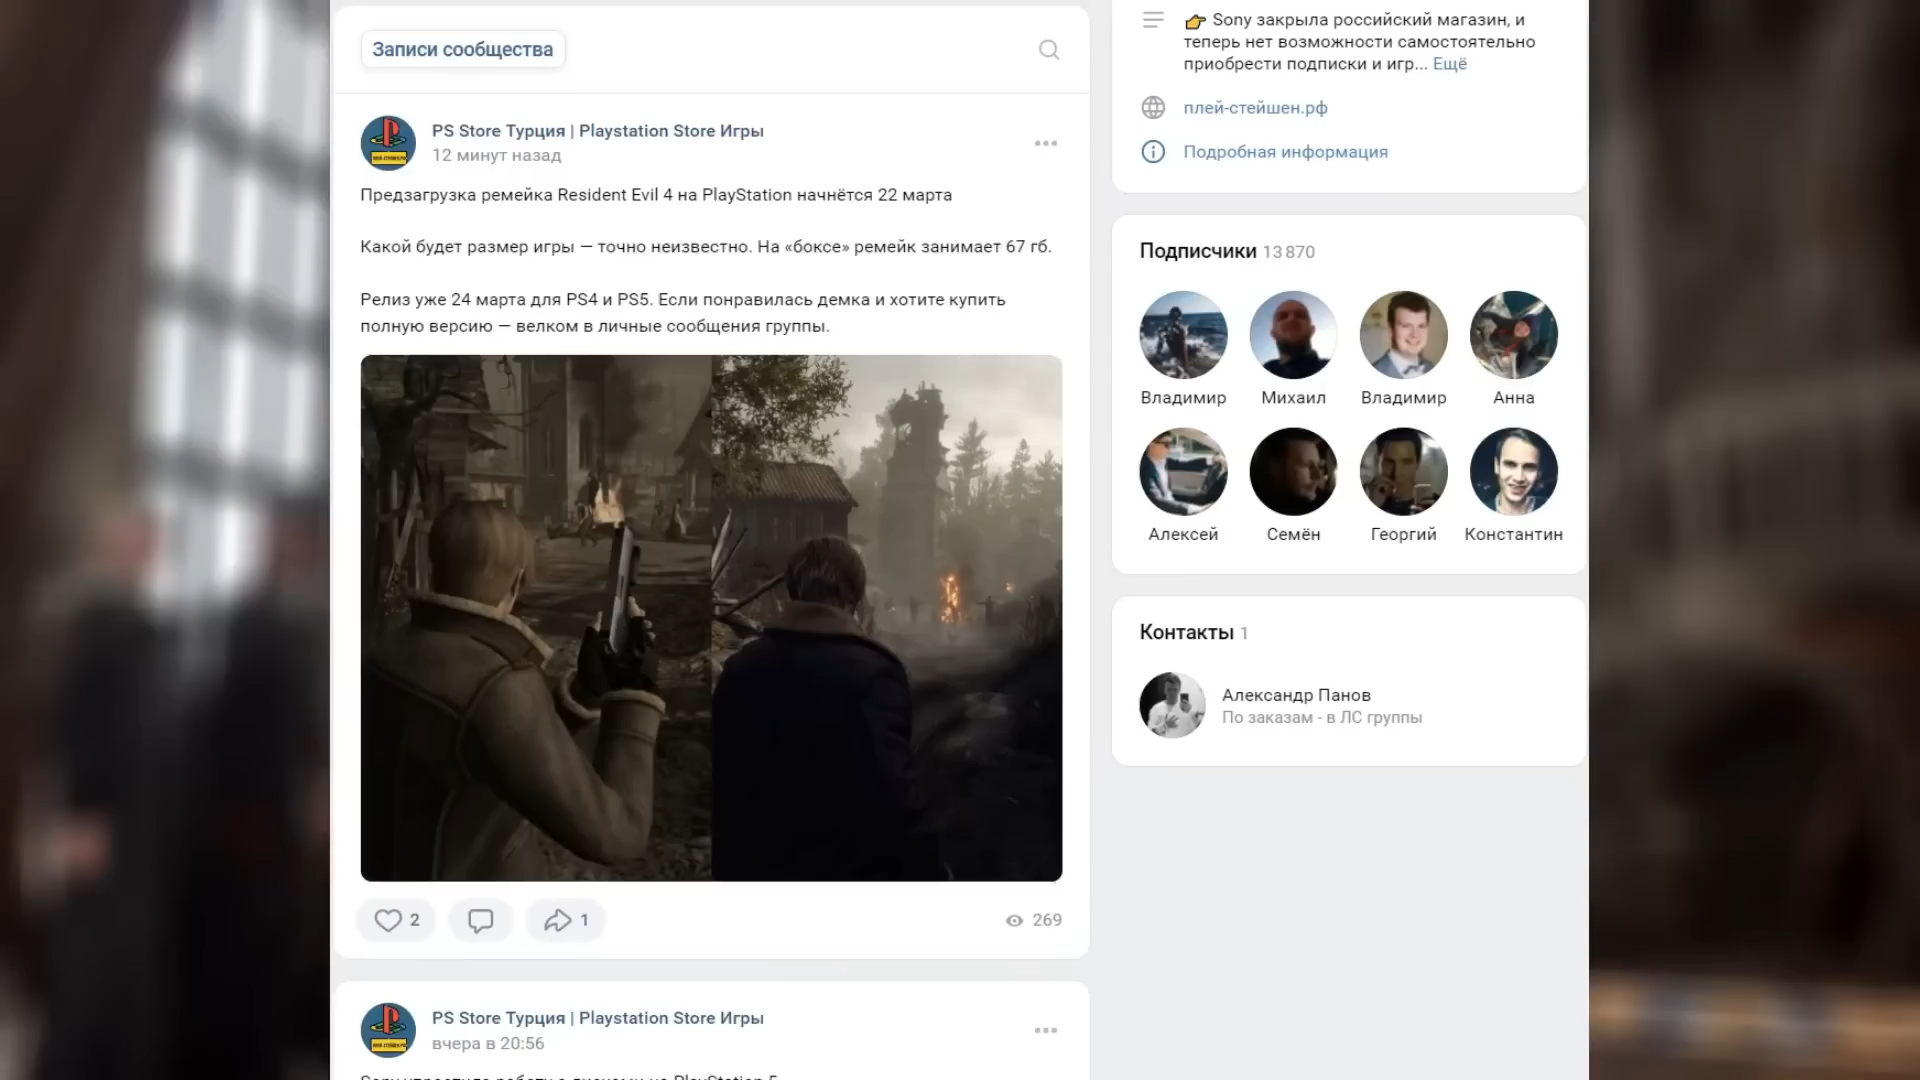 Записи сообщества
PS Store Турция | Playstation Store Игры
12 минут назад
Предзагрузка ремейка Resident Evil 4 на PlayStation начнётся 22 марта
Какой будет размер игры — точно неизвестно. На «боксе» ремейк занимает 67 гб.
Релиз уже 24 марта для PS4 и PS5. Если понравилась демка и хотите купить
полную версию — велком в личные сообщения группы.
2
1
269
PS Store Турция | Playstation Store Игры
вчера в 20:56
👉 Sony закрыла российский магазин, и
теперь нет возможности самостоятельно
приобрести подписки и игр... Ещё
плей-стейшен.рф
Подробная информация
Подписчики 13 870
Владимир Михаил Владимир Анна
Алексей Семён Георгий Константин
Контакты 1
Александр Панов
По заказам - в ЛС группы